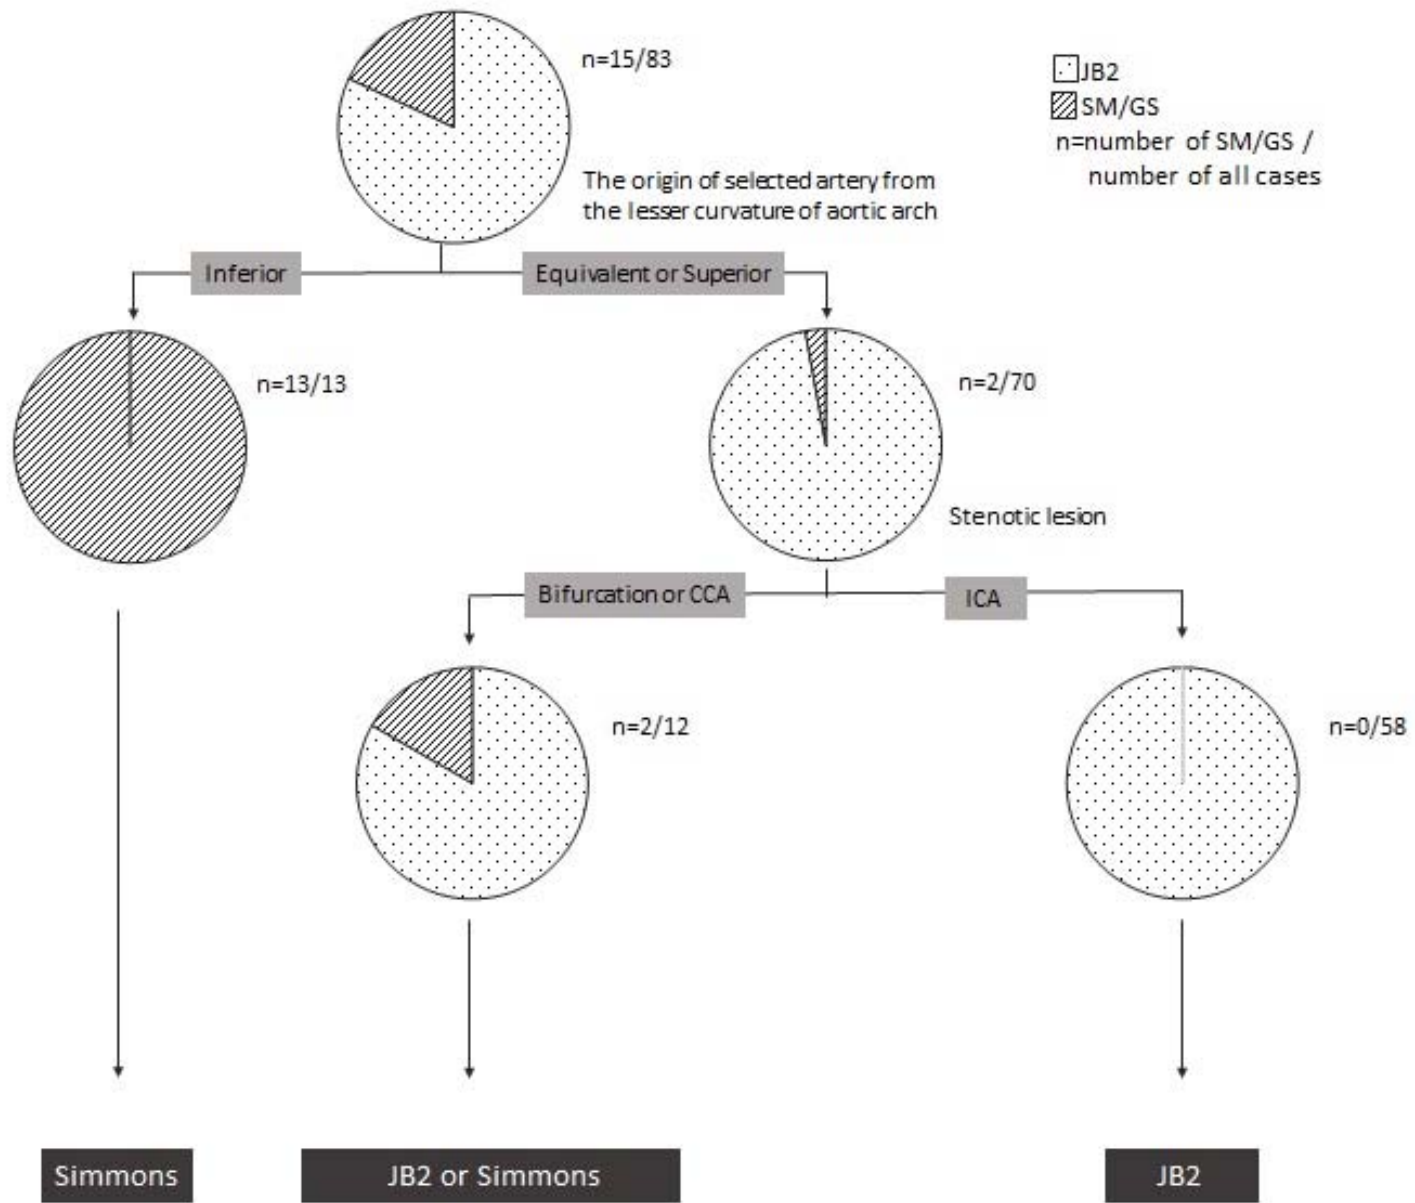 n=15/83
JB2
SM/GS
n=number of SM/GS /
number of all cases
The origin of selected artery from
the lesser curvature of aortic arch
Inferior
Equivalent or Superior
n=13/13
n=2/70
Stenotic lesion
Bifurcation or CCA
ICA
n=2/12
n=0/58
Simmons
JB2 or Simmons
JB2